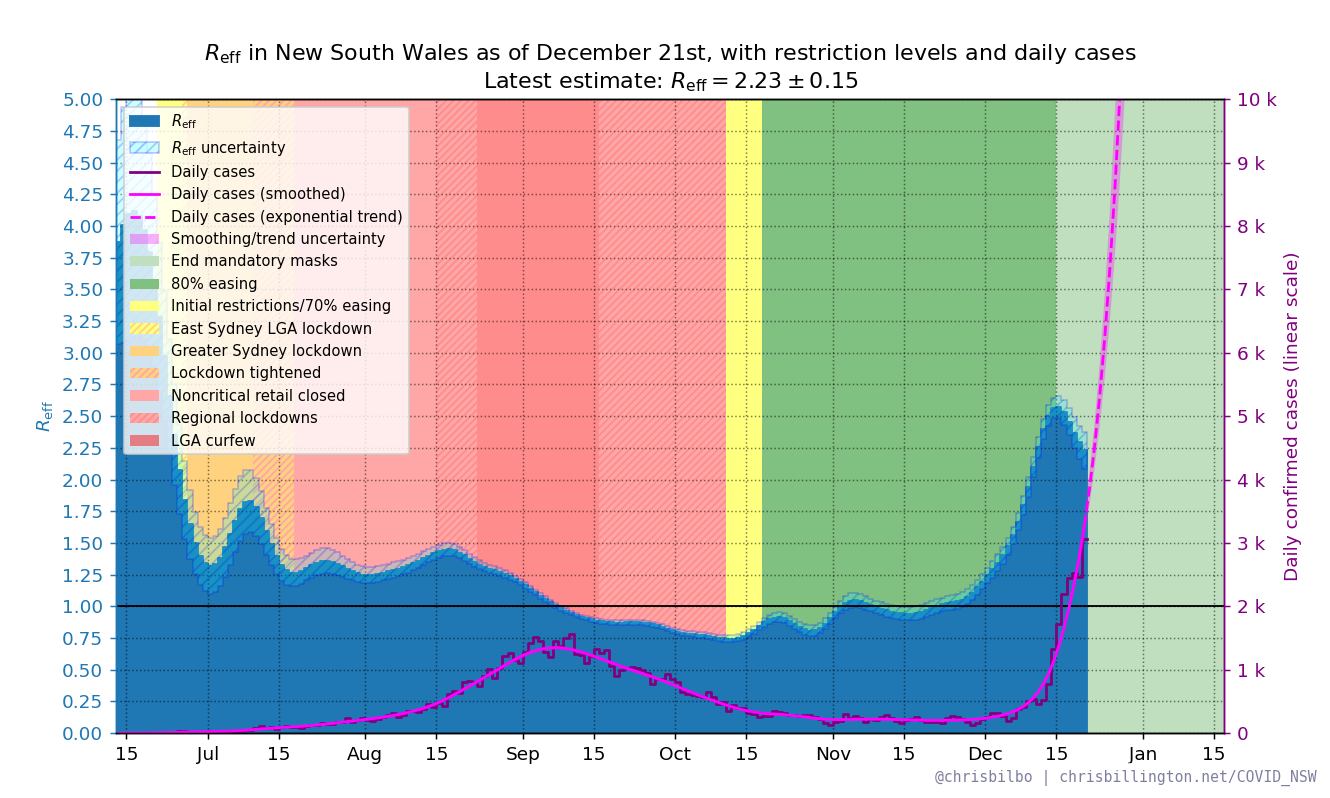 R_eff in New South Wales as of December 21st, with restriction levels and daily cases
Latest estimate: R_eff = 2.23 ± 0.15
5.00
4.75
4.50
4.25
4.00
3.75
3.50
3.25
3.00
2.75
2.50
2.25
2.00
1.75
1.50
1.25
1.00
0.75
0.50
0.25
0.00
R_eff
R_eff
R_eff uncertainty
Daily cases
Daily cases (smoothed)
Daily cases (exponential trend)
Smoothing/trend uncertainty
End mandatory masks
80% easing
Initial restrictions/70% easing
East Sydney LGA lockdown
Greater Sydney lockdown
Lockdown tightened
Noncritical retail closed
Regional lockdowns
LGA curfew
10 k
9 k
8 k
7 k
6 k
5 k
4 k
3 k
2 k
1 k
0
Daily confirmed cases (linear scale)
15 Jul 15 Aug 15 Sep 15 Oct 15 Nov 15 Dec 15 Jan 15
@chrisbilbo | chrisbillington.net/COVID_NSW